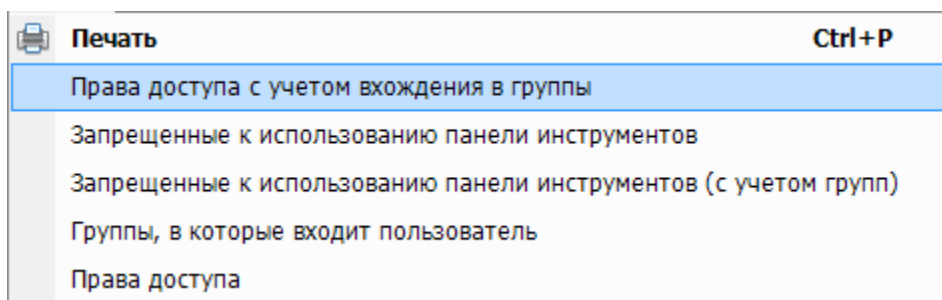 Печать Ctrl+P
Права доступа с учетом вхождения в группы
Запрещенные к использованию панели инструментов
Запрещенные к использованию панели инструментов (с учетом групп)
Группы, в которые входит пользователь
Права доступа